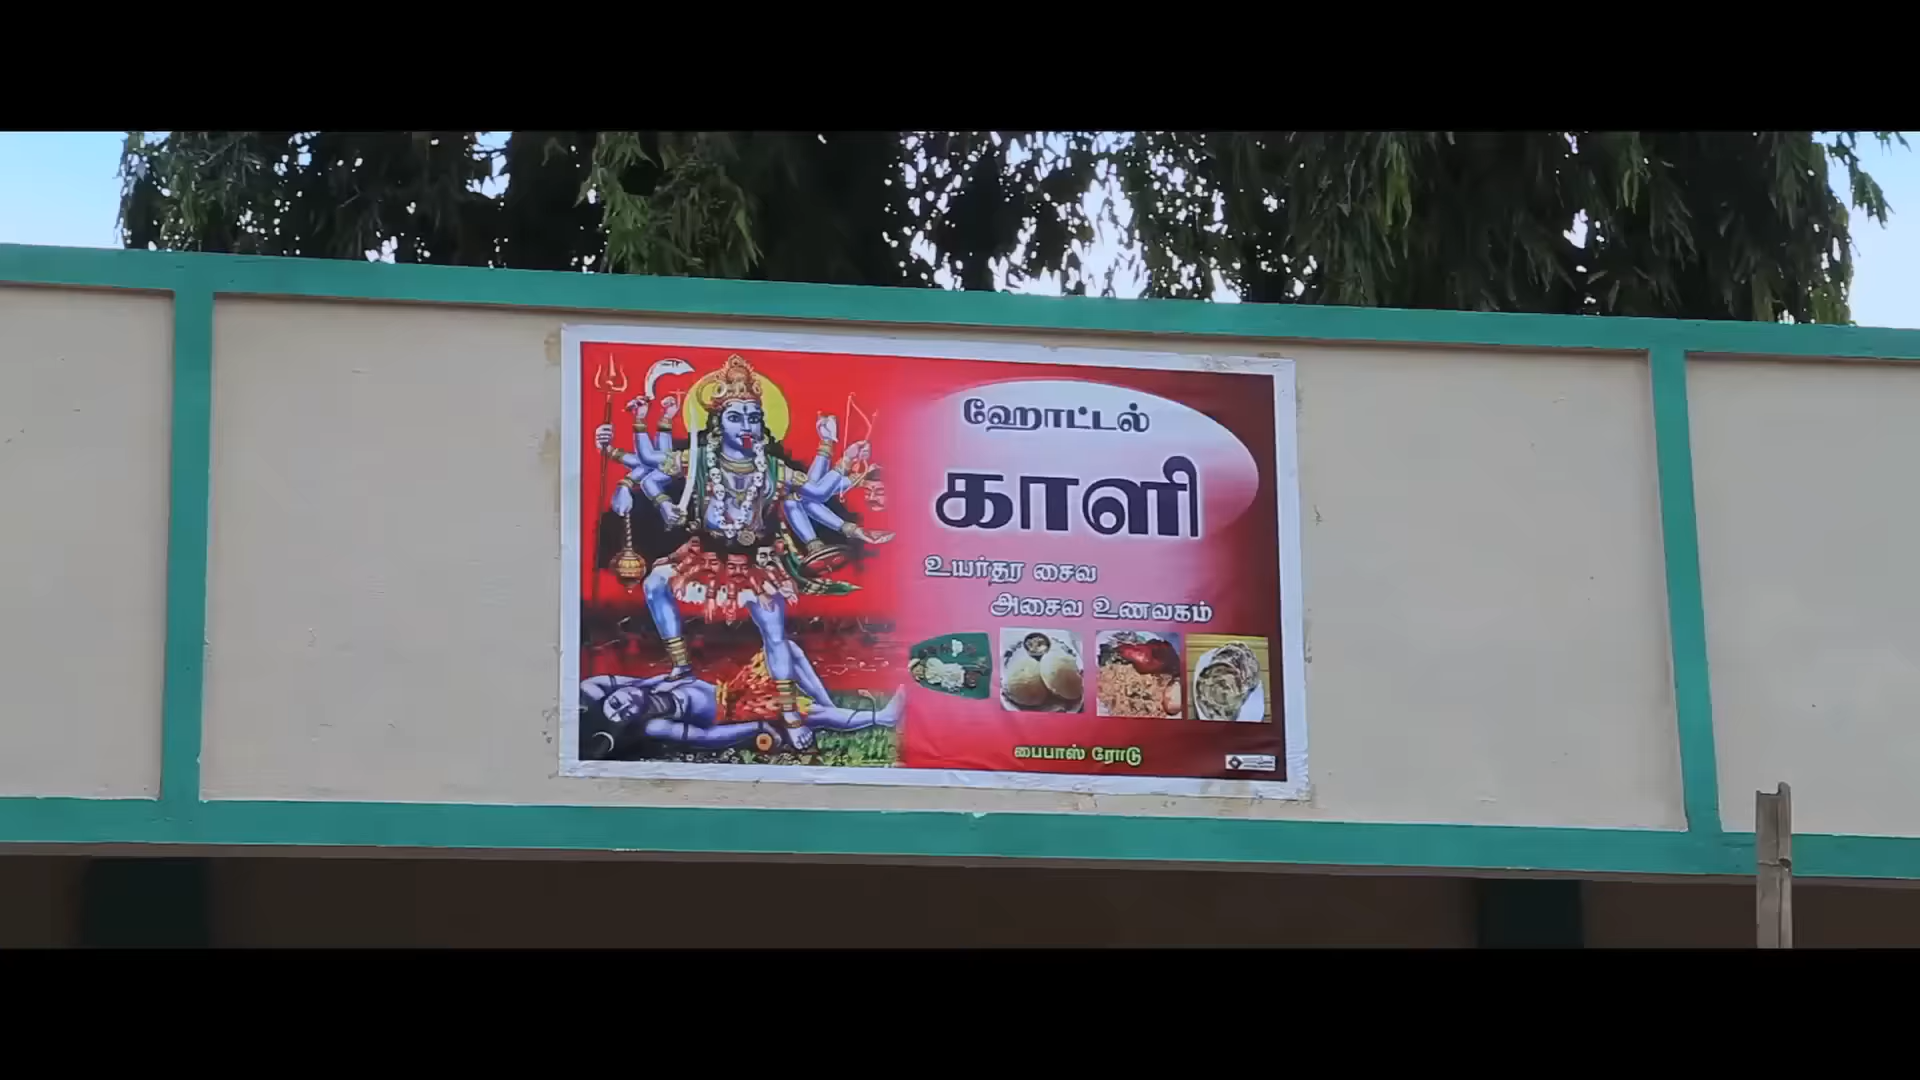 ஹோட்டல்
காளி
உயர்தர சைவ
அசைவ உணவகம்
பைபாஸ் ரோடு